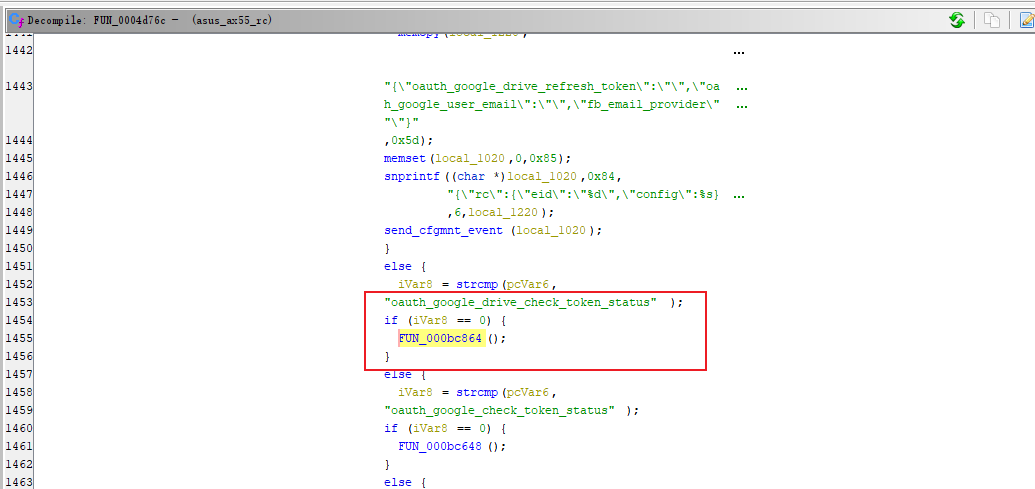 Decompile: FUN_0004d76c - (asus_ax55_rc)
1442 ...
1443 "{\"oauth_google_drive_refresh_token\":\"\",\"oa ...
h_google_user_email\":\"\",\"fb_email_provider\" ...
"\"}"
1444 ,0x5d);
1445 memset(local_1020,0,0x85);
1446 snprintf((char *)local_1020,0x84,
1447 "{\"rc\":{\"eid\":\"%d\",\"config\":%s} ...
1448 ,6,local_1220);
1449 send_cfgmnt_event (local_1020);
1450 }
1451 else {
1452 iVar8 = strcmp(pcVar6,
1453 "oauth_google_drive_check_token_status" );
1454 if (iVar8 == 0) {
1455 FUN_000bc864 ();
1456 }
1457 else {
1458 iVar8 = strcmp(pcVar6,
1459 "oauth_google_check_token_status" );
1460 if (iVar8 == 0) {
1461 FUN_000bc648 ();
1462 }
1463 else {